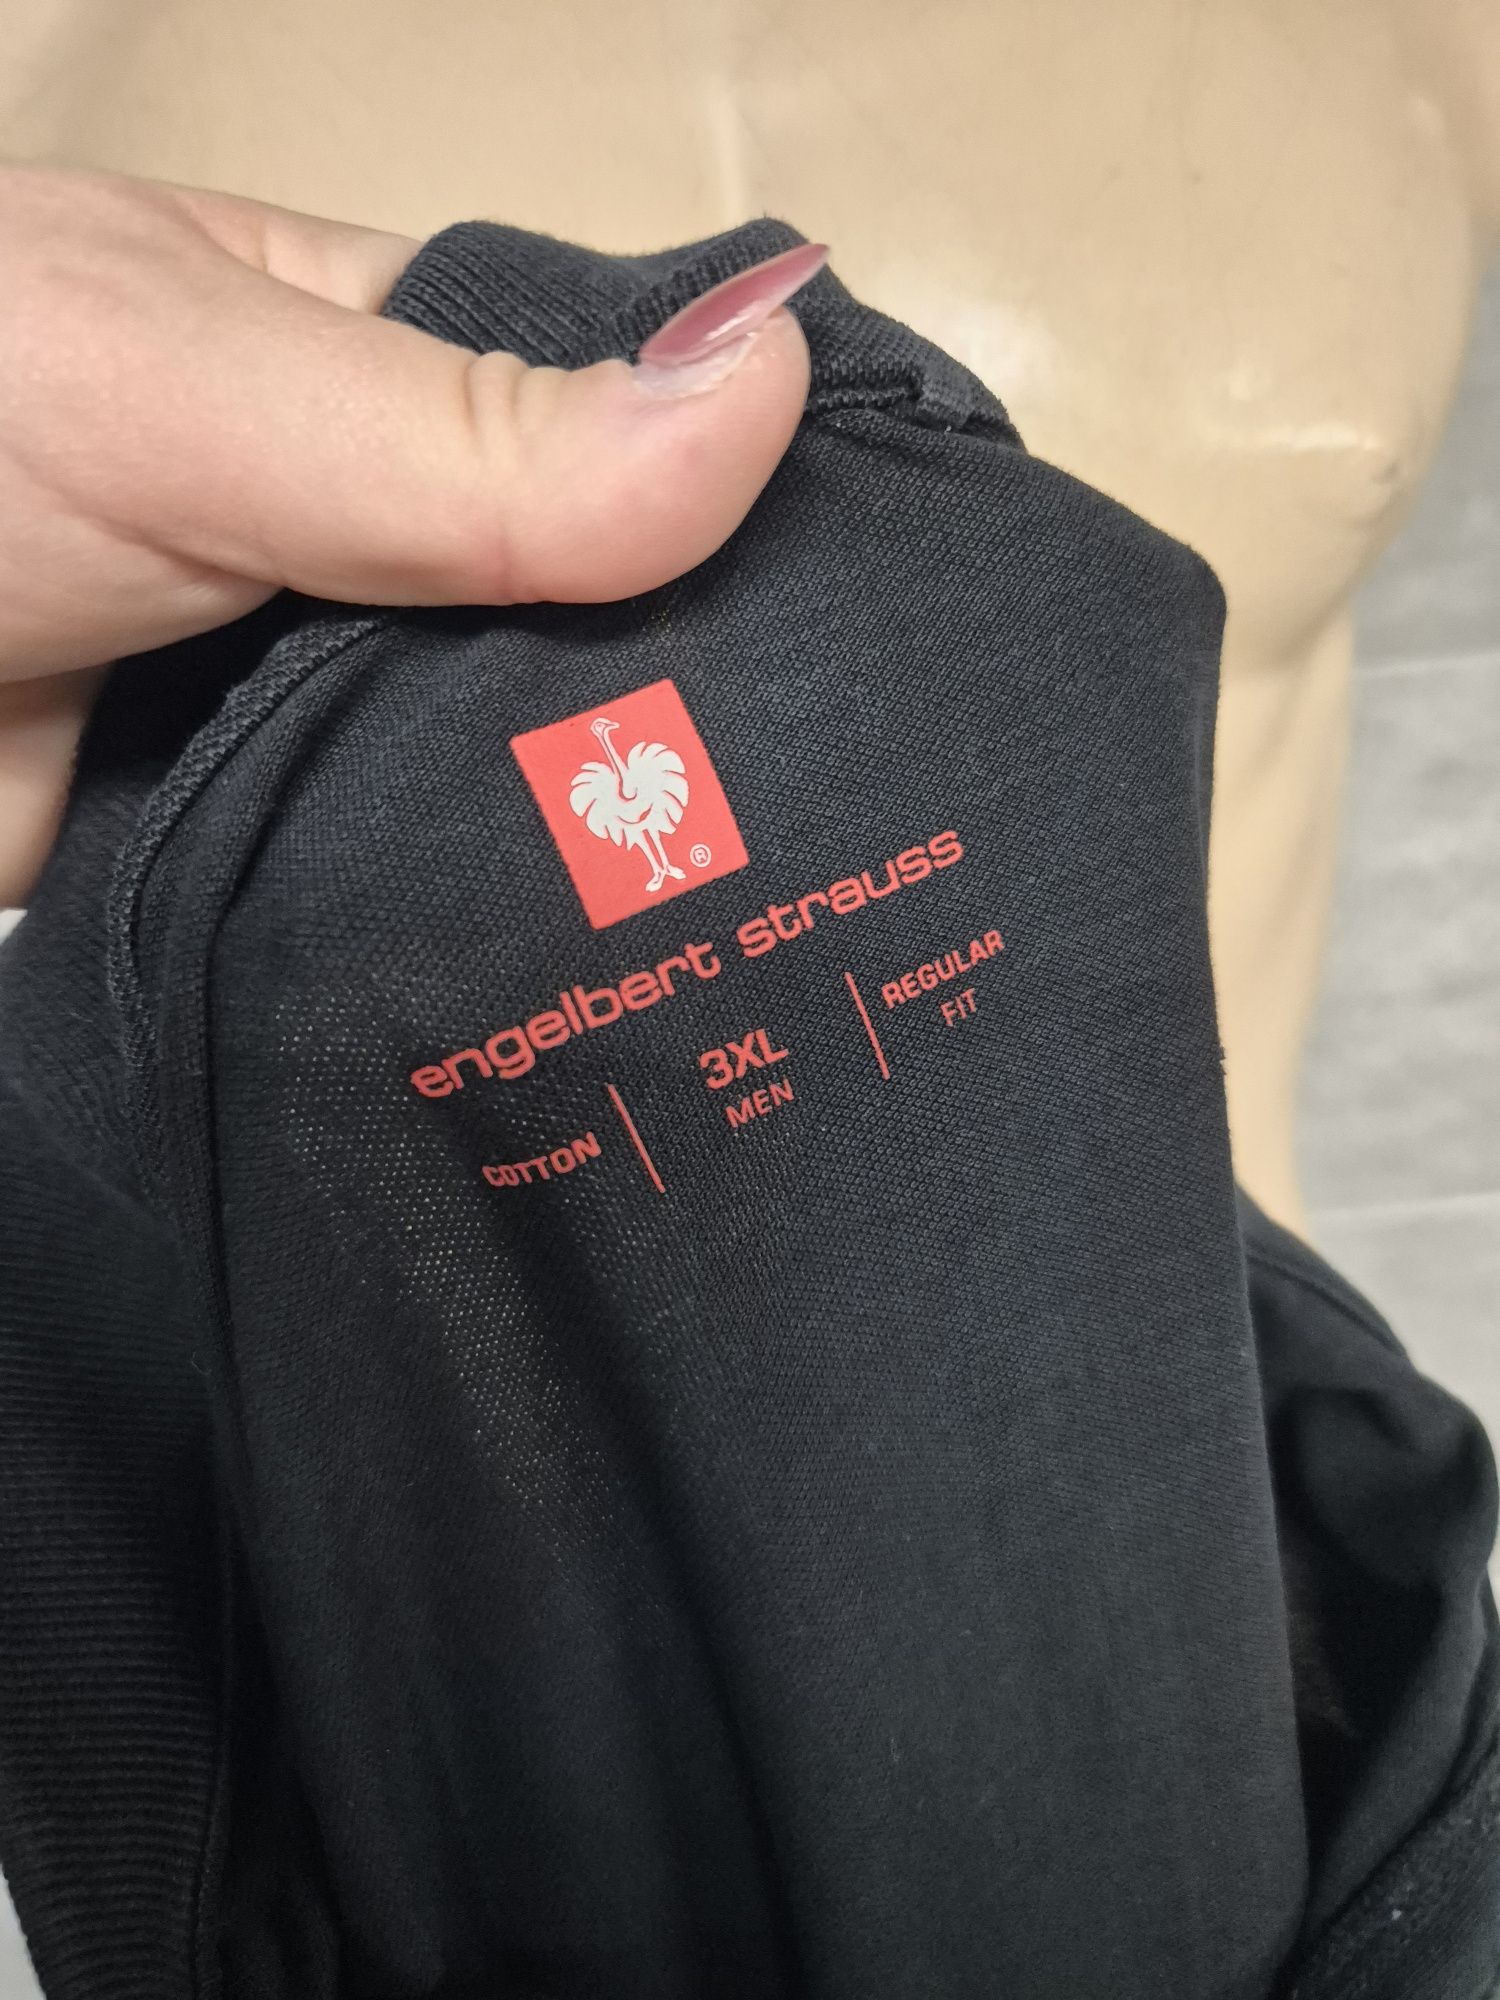 ®
engelbert strauss
COTTON
3XL
MEN
REGULAR
FIT